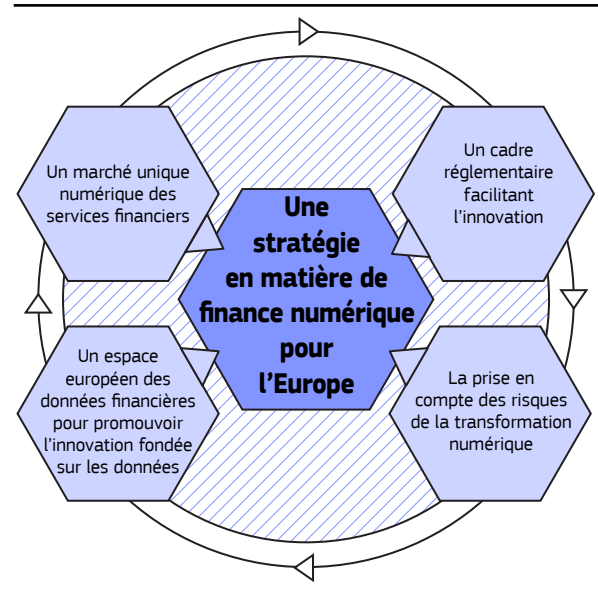 Un marché unique
numérique des
services financiers
Un cadre
réglementaire
facilitant
l'innovation
Une
stratégie
en matière de
finance numérique
pour
l'Europe
Un espace
européen des
données financières
pour promouvoir
l'innovation fondée
sur les données
La prise en
compte des risques
de la transformation
numérique